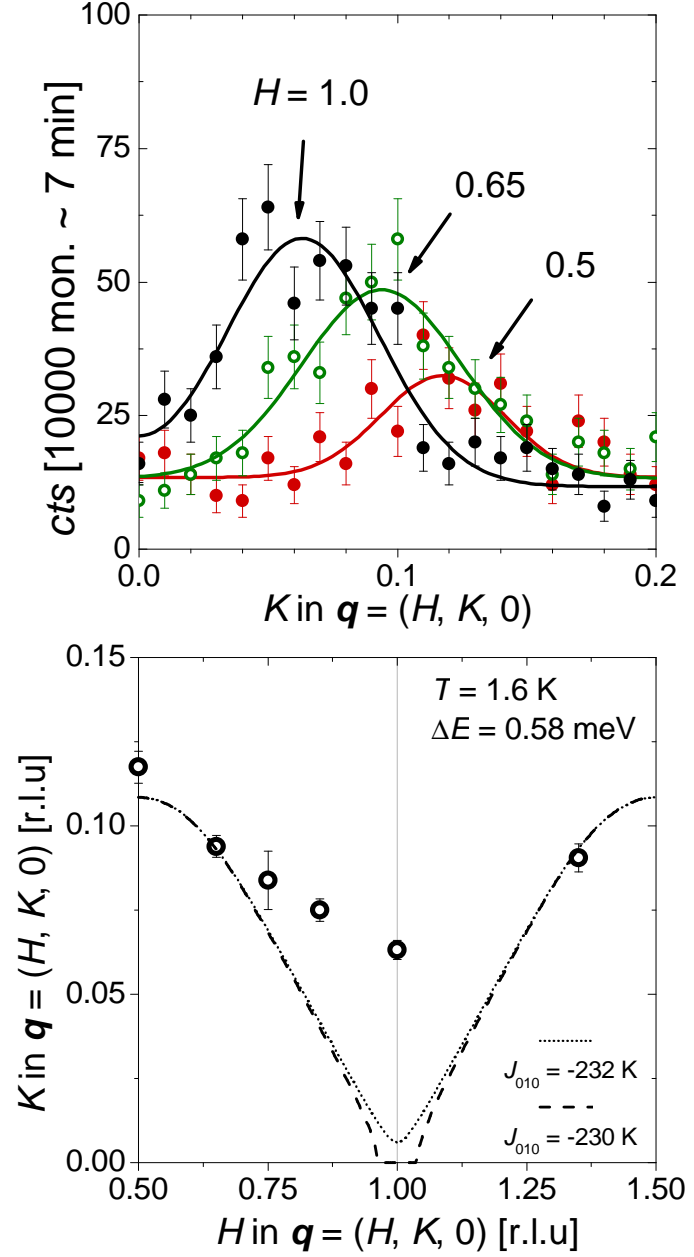 100
75
50
25
0
cts [10000 mon. ~ 7 min]
H = 1.0
0.65
0.5
0.0
0.1
0.2
K in q = (H, K, 0)
0.15
0.10
0.05
0.00
K in q = (H, K, 0) [r.l.u]
T = 1.6 K
ΔE = 0.58 meV
J010 = -232 K
J010 = -230 K
0.50
0.75
1.00
1.25
1.50
H in q = (H, K, 0) [r.l.u]